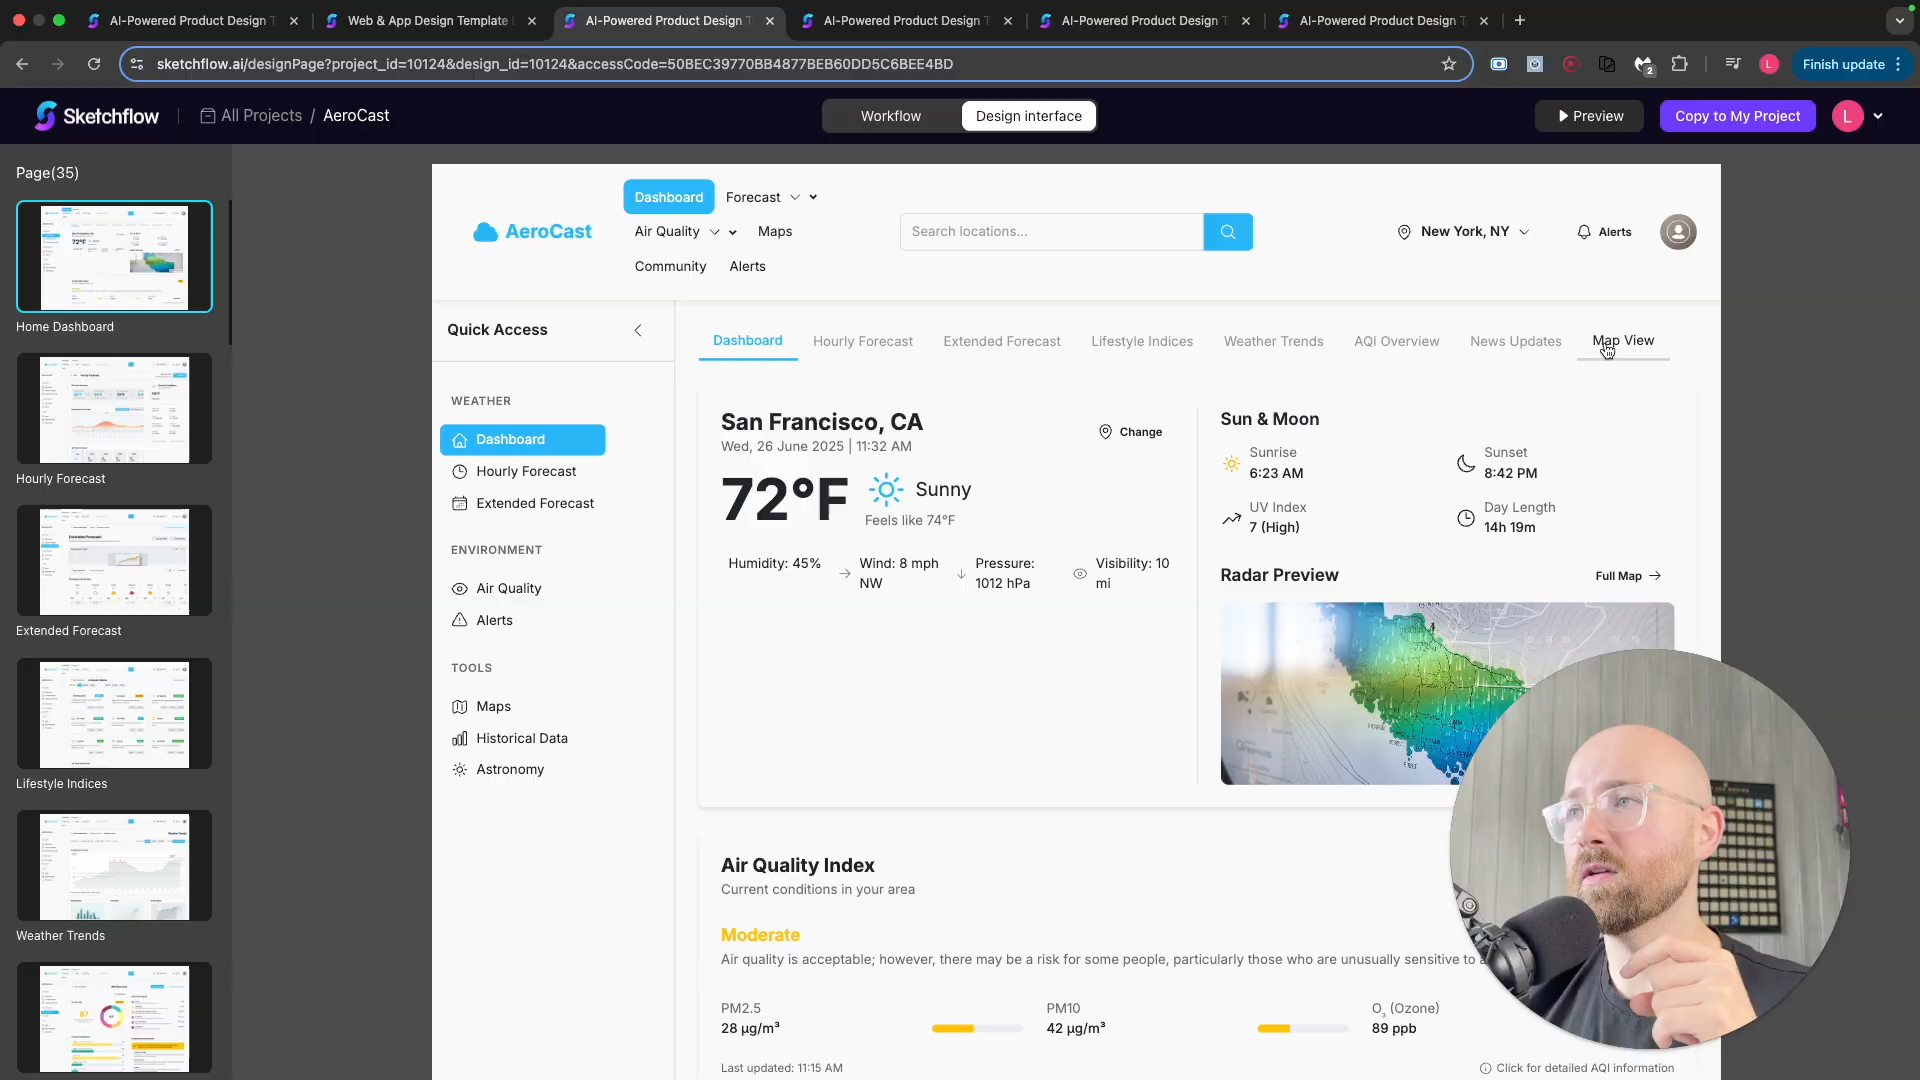 AI-Powered Product Design T
Web & App Design Template
AI-Powered Product Design T
AI-Powered Product Design T
AI-Powered Product Design T
AI-Powered Product Design T
sketchflow.ai/designPage?project_id=10124&design_id=10124&accessCode=50BEC39770BB4877BEB60DD5C6BEE4BD
2
L
Finish update
Sketchflow
All Projects / AeroCast
Workflow
Design interface
Preview
Copy to My Project
L
Page(35)
Home Dashboard
Hourly Forecast
Extended Forecast
Lifestyle Indices
Weather Trends
AeroCast
Dashboard
Forecast
Air Quality
Maps
Community
Alerts
Search locations...
New York, NY
Alerts
Quick Access
WEATHER
Dashboard
Hourly Forecast
Extended Forecast
ENVIRONMENT
Air Quality
Alerts
TOOLS
Maps
Historical Data
Astronomy
Dashboard
Hourly Forecast
Extended Forecast
Lifestyle Indices
Weather Trends
AQI Overview
News Updates
Map View
San Francisco, CA
Wed, 26 June 2025 | 11:32 AM
Change
72°F
Sunny
Feels like 74°F
Humidity: 45%
Wind: 8 mph
NW
Pressure:
1012 hPa
Visibility: 10
mi
Sun & Moon
Sunrise
6:23 AM
Sunset
8:42 PM
UV Index
7 (High)
Day Length
14h 19m
Radar Preview
Full Map
Air Quality Index
Current conditions in your area
Moderate
Air quality is acceptable; however, there may be a risk for some people, particularly those who are unusually sensitive to
PM2.5
28 µg/m³
PM10
42 µg/m³
O₃ (Ozone)
89 ppb
Last updated: 11:15 AM
Click for detailed AQI information